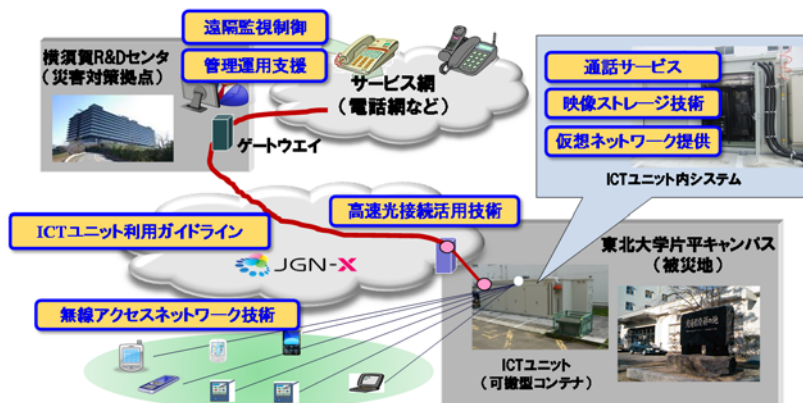 遠隔監視制御
横須賀R&Dセンタ
(災害対策拠点)
管理運用支援
サービス網
(電話網など)
ゲートウエイ
通話サービス
映像ストレージ技術
仮想ネットワーク提供
ICTユニット内システム
高速光接続活用技術
ICTユニット利用ガイドライン
JGN-X
東北大学片平キャンパス
(被災地)
無線アクセスネットワーク技術
ICTユニット
(可搬型コンテナ)